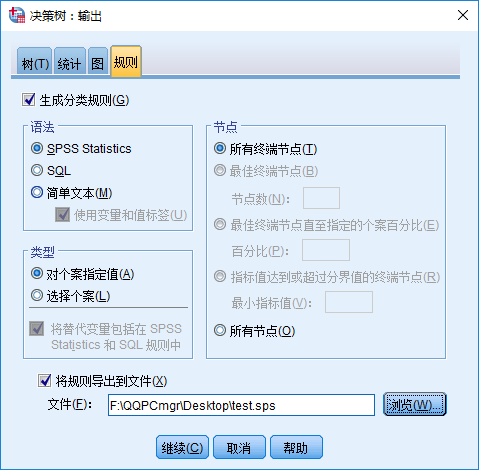 决策树：输出
树(T) 统计 图 规则
生成分类规则(G)
语法
SPSS Statistics
SQL
简单文本(M)
使用变量和值标签(U)
类型
对个案指定值(A)
选择个案(L)
将替代变量包括在 SPSS
Statistics 和 SQL 规则中
节点
所有终端节点(T)
最佳终端节点(B)
节点数(N)：
最佳终端节点直至指定的个案百分比(E)
百分比(P)：
指标值达到或超过分界值的终端节点(R)
最小指标值(V)：
所有节点(O)
将规则导出到文件(X)
文件(F)： F:\QQPCmgr\Desktop\test.sps 浏览(W)...
继续(C) 取消 帮助